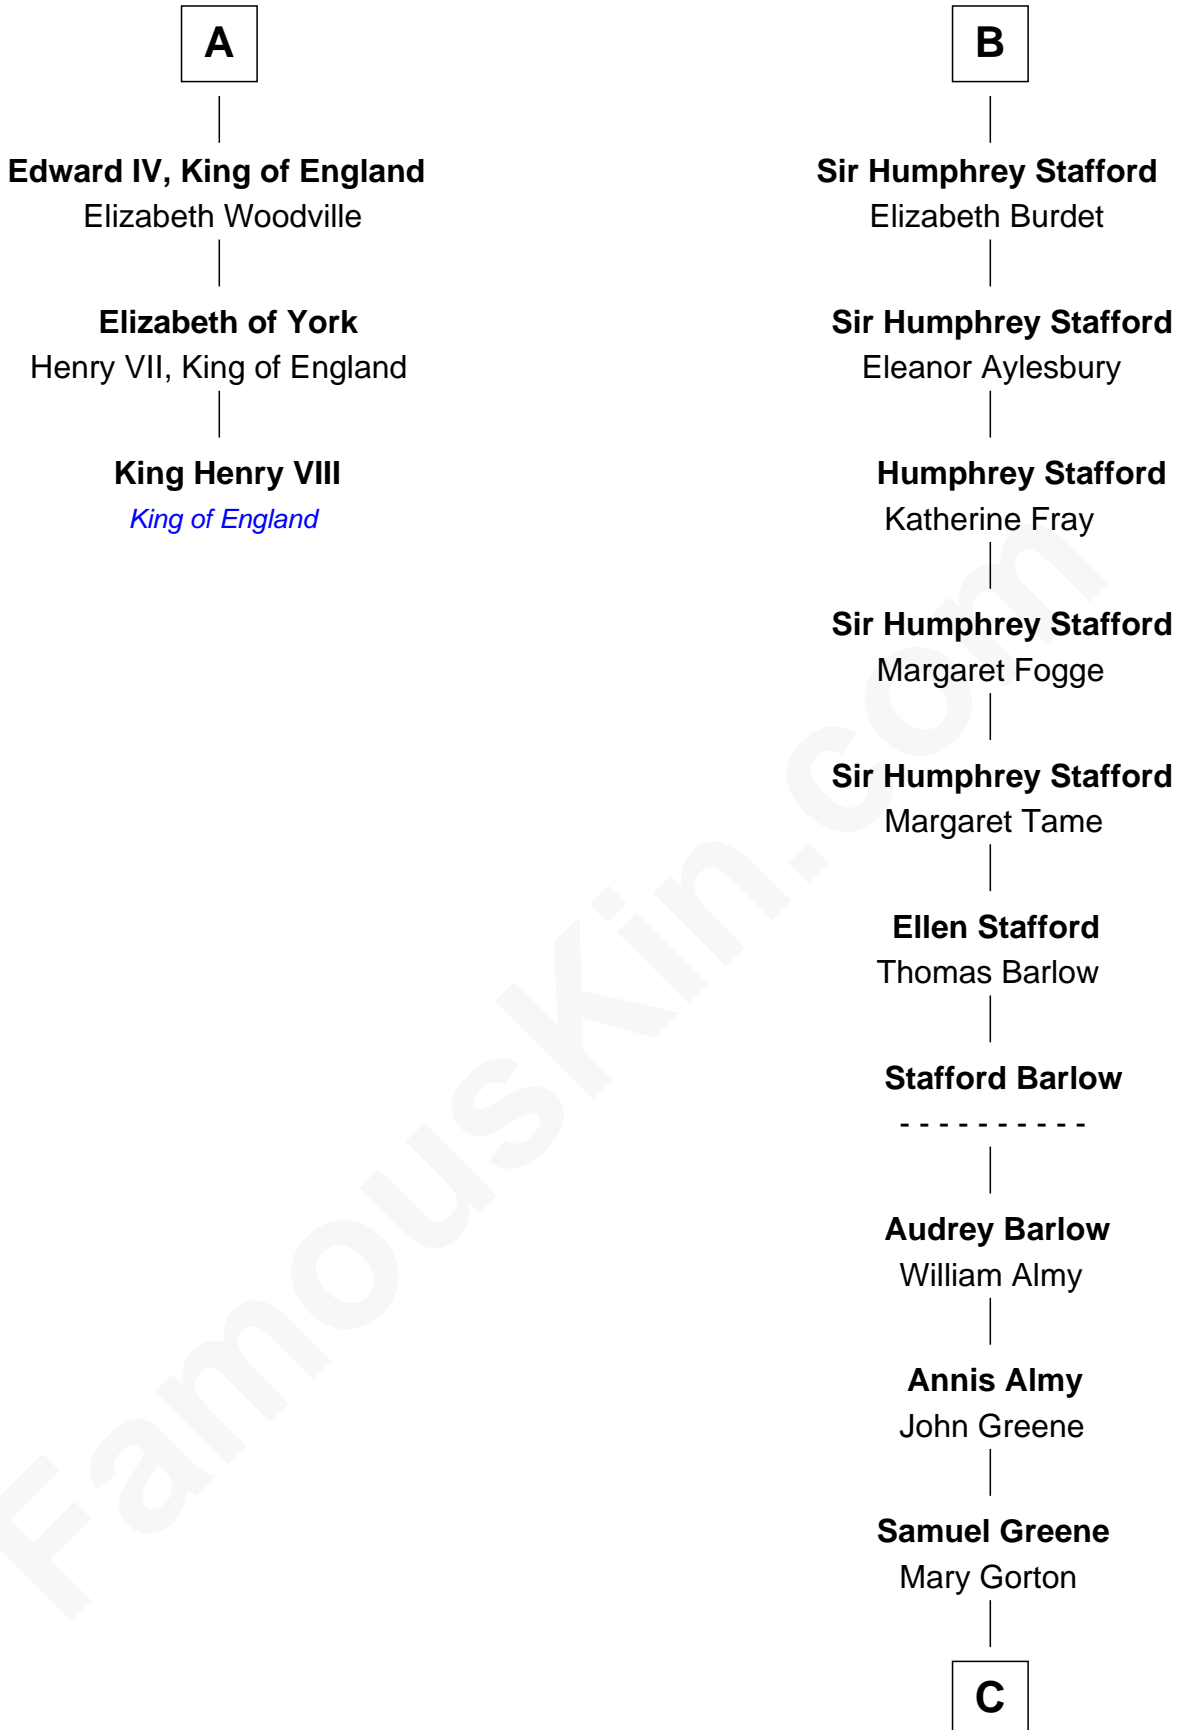 A
Edward IV, King of England
Elizabeth Woodville
Elizabeth of York
Henry VII, King of England
King Henry VIII
King of England
B
Sir Humphrey Stafford
Elizabeth Burdet
Sir Humphrey Stafford
Eleanor Aylesbury
Humphrey Stafford
Katherine Fray
Sir Humphrey Stafford
Margaret Fogge
Sir Humphrey Stafford
Margaret Tame
Ellen Stafford
Thomas Barlow
Stafford Barlow
- - - - - - - - - -
Audrey Barlow
William Almy
Annis Almy
John Greene
Samuel Greene
Mary Gorton
C
FamousKin.com